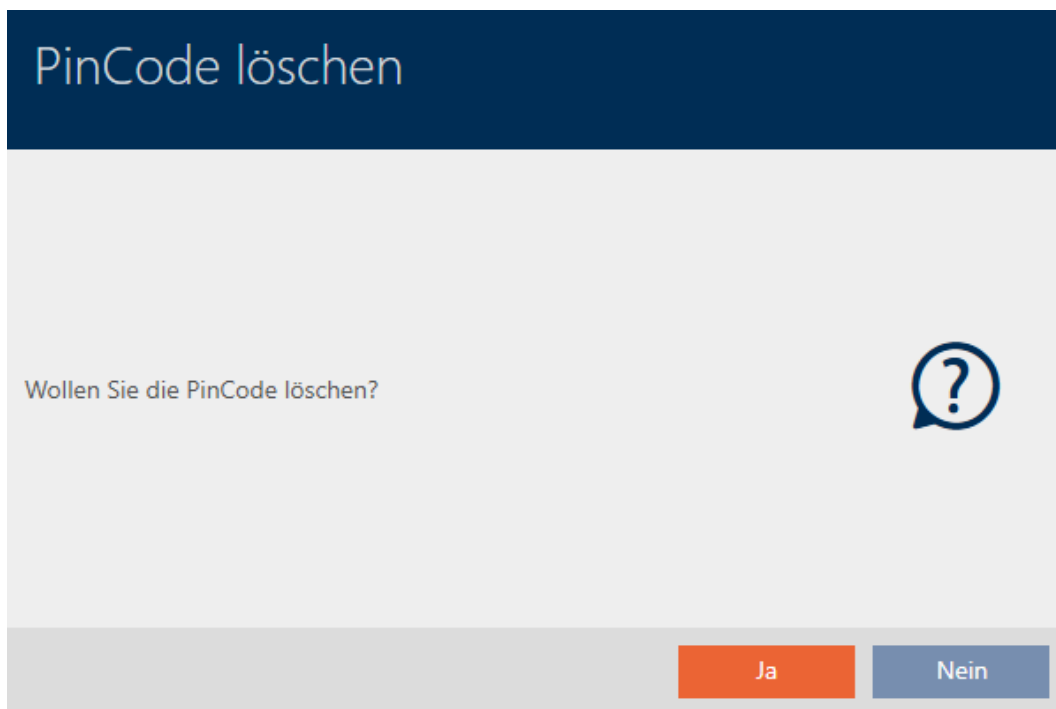 PinCode löschen
Wollen Sie die PinCode löschen?
?
Ja
Nein